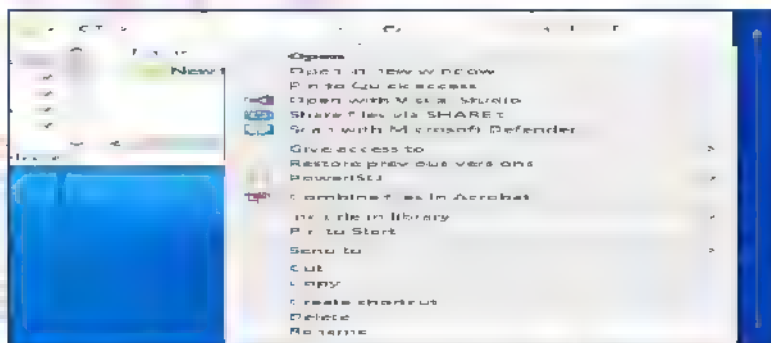 New
Open
Open in new window
Pin to Quick access
Open with Visual Studio
Share files via SHAREit
Scan with Microsoft Defender
Give access to
Restore previous versions
PowerISO
Combine files in Acrobat
Include in library
Pin to Start
Send to
Cut
Copy
Create shortcut
Delete
Rename